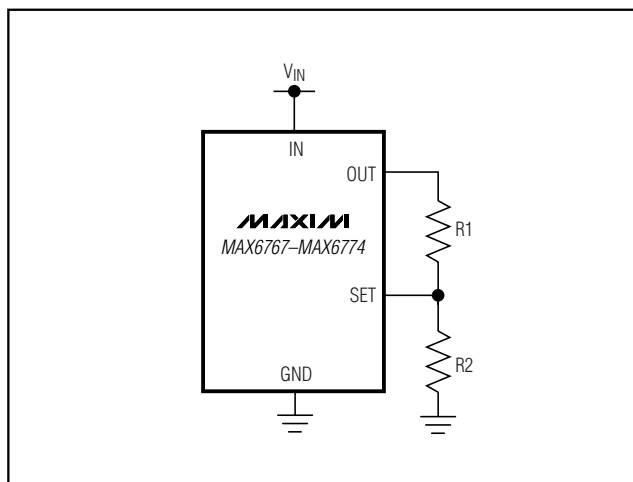 VIN
IN
OUT
MAXIM
R1
MAX6767–MAX6774
SET
R2
GND